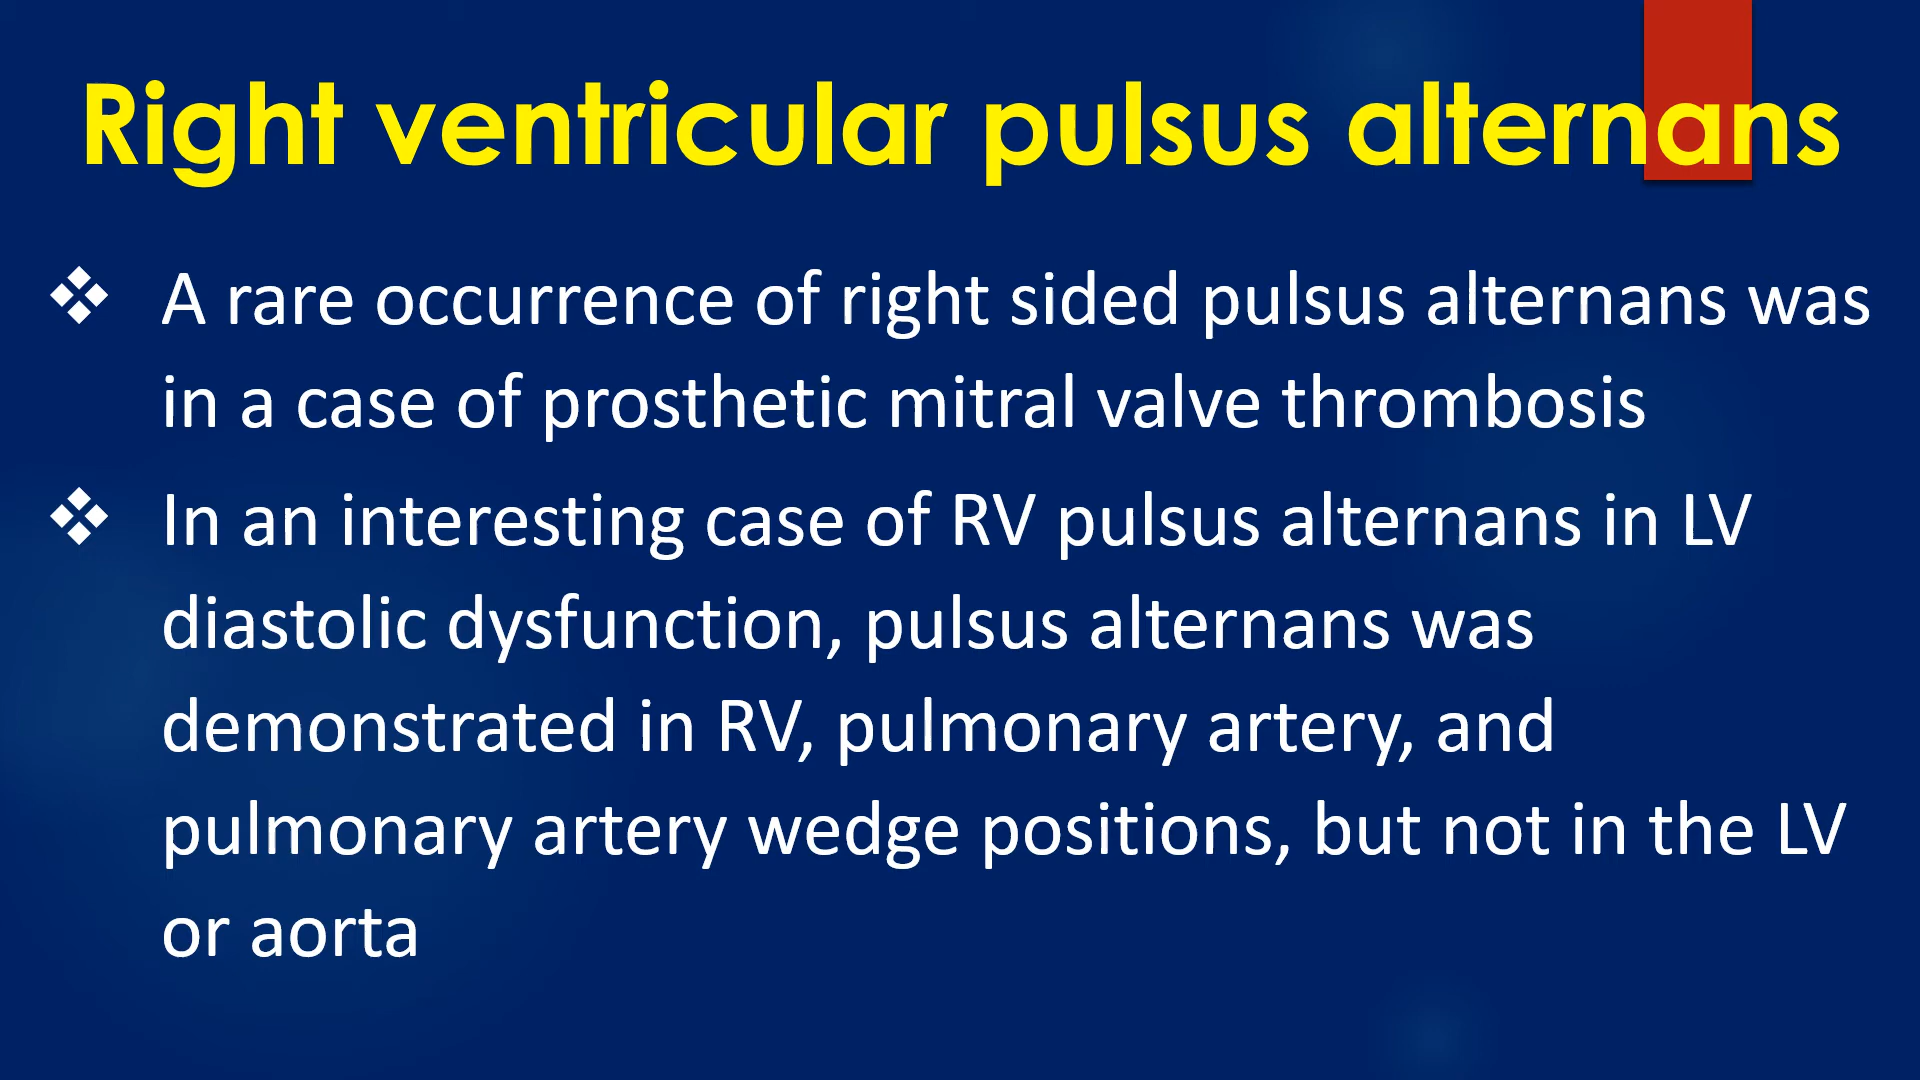 Right ventricular pulsus alternans
❖ A rare occurrence of right sided pulsus alternans was
in a case of prosthetic mitral valve thrombosis
❖ In an interesting case of RV pulsus alternans in LV
diastolic dysfunction, pulsus alternans was
demonstrated in RV, pulmonary artery, and
pulmonary artery wedge positions, but not in the LV
or aorta